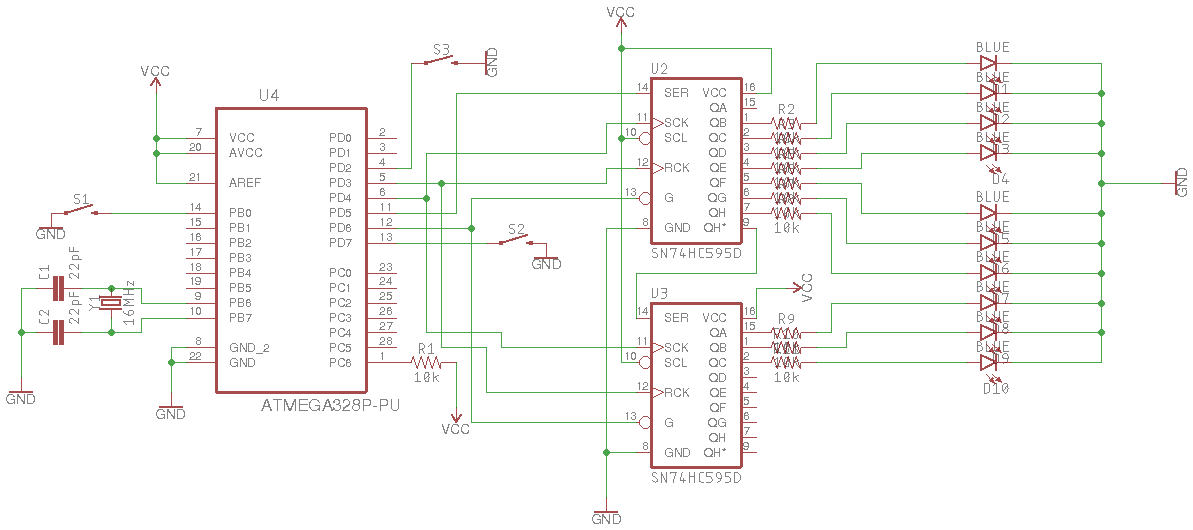 VCC
U4
7 VCC
20 AVCC
21 AREF
14 PB0
15 PB1
16 PB2
17 PB3
18 PB4
19 PB5
9 PB6
10 PB7
8 GND_2
22 GND
PD0 2
PD1 3
PD2 4
PD3 5
PD4 6
PD5 11
PD6 12
PD7 13
PC0 23
PC1 24
PC2 25
PC3 26
PC4 27
PC5 28
PC6 1
ATMEGA328P-PU
S1
GND
C1
22pF
C2
22pF
Y1
16MHz
GND
GND
S3
GND
S2
GND
R1
10k
VCC
VCC
U2
14 SER
11 SCK
10 SCL
12 RCK
13 G
8 GND
VCC 16
QA 15
QB 1
QC 2
QD 3
QE 4
QF 5
QG 6
QH 7
QH* 9
SN74HC595D
R2
10k
U3
14 SER
11 SCK
10 SCL
12 RCK
13 G
8 GND
VCC 16
QA 15
QB 1
QC 2
QD 3
QE 4
QF 5
QG 6
QH 7
QH* 9
SN74HC595D
VCC
R9
10k
GND
BLUE
BLUE
BLUE
BLUE
D4
BLUE
BLUE
BLUE
BLUE
BLUE
BLUE
D10
GND